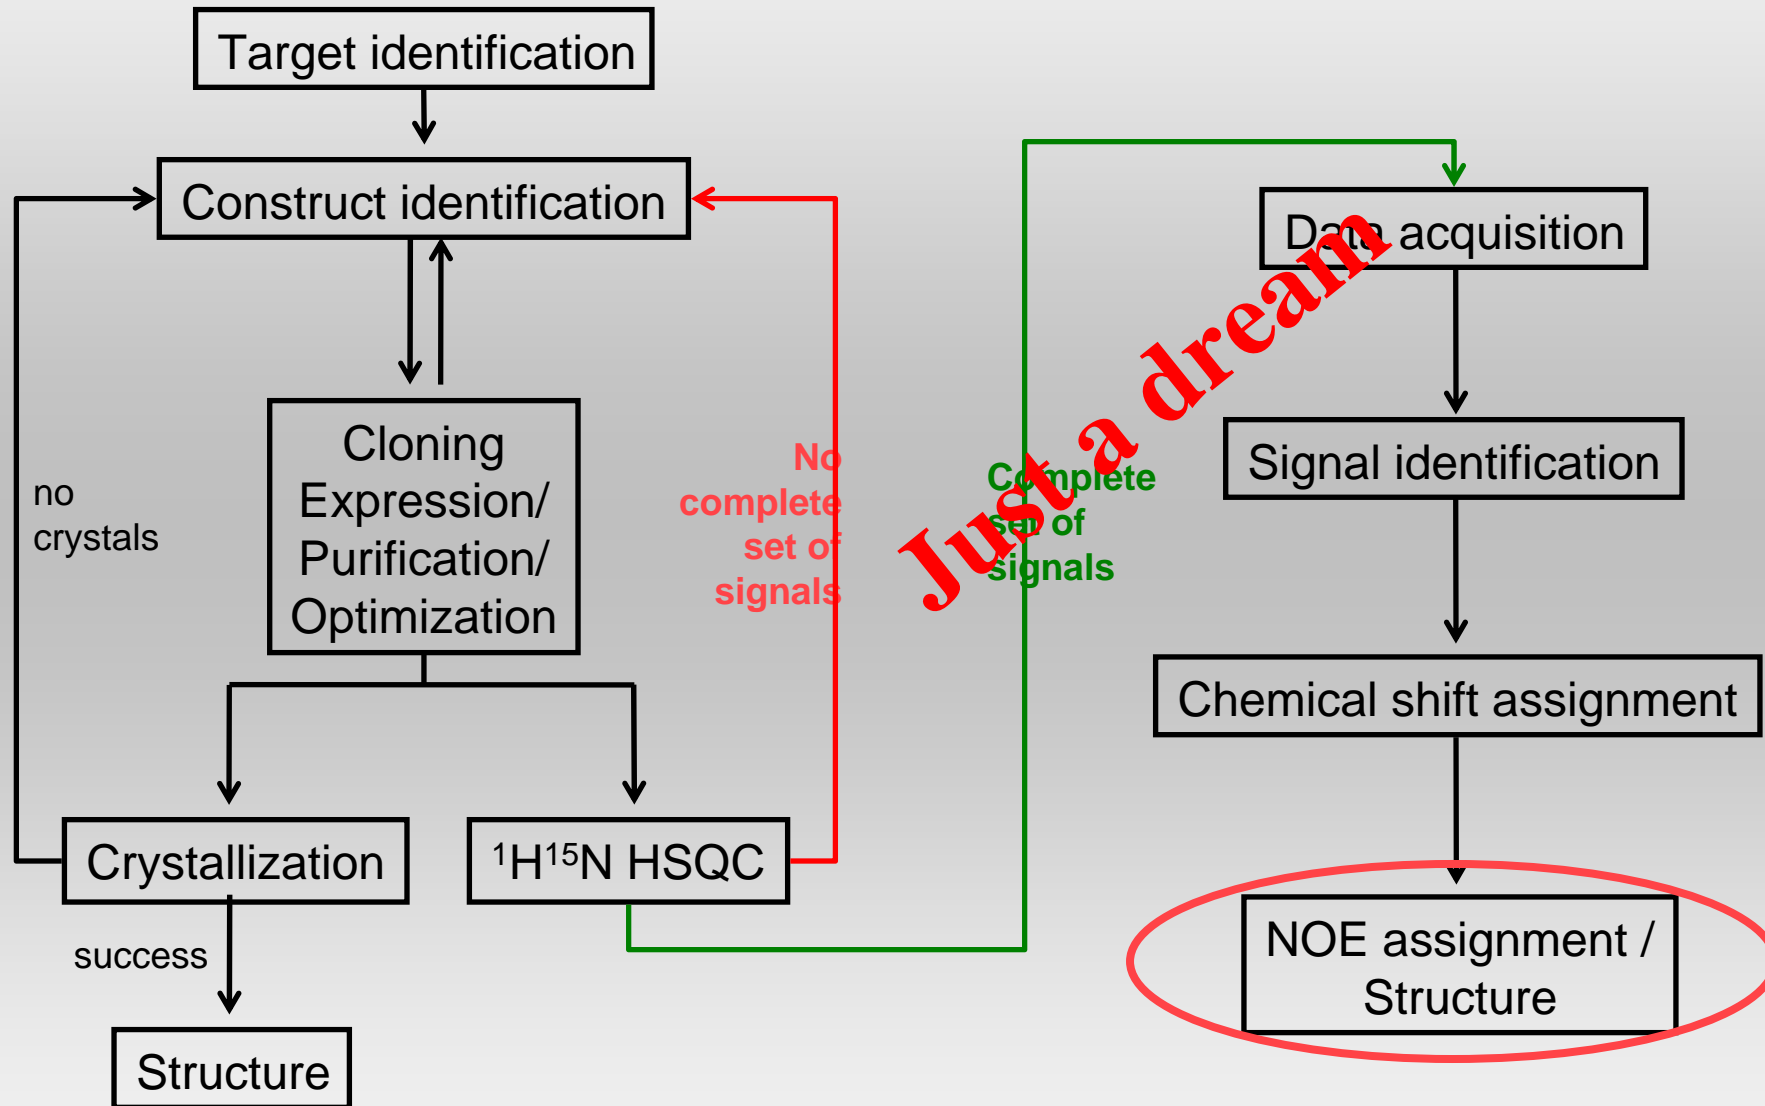 Target identification
Construct identification
Cloning
Expression/
Purification/
Optimization
no
crystals
No
complete
set of
signals
Crystallization
¹H¹⁵N HSQC
success
Structure
Complete
set of
signals
Just a dream
Data acquisition
Signal identification
Chemical shift assignment
NOE assignment /
Structure